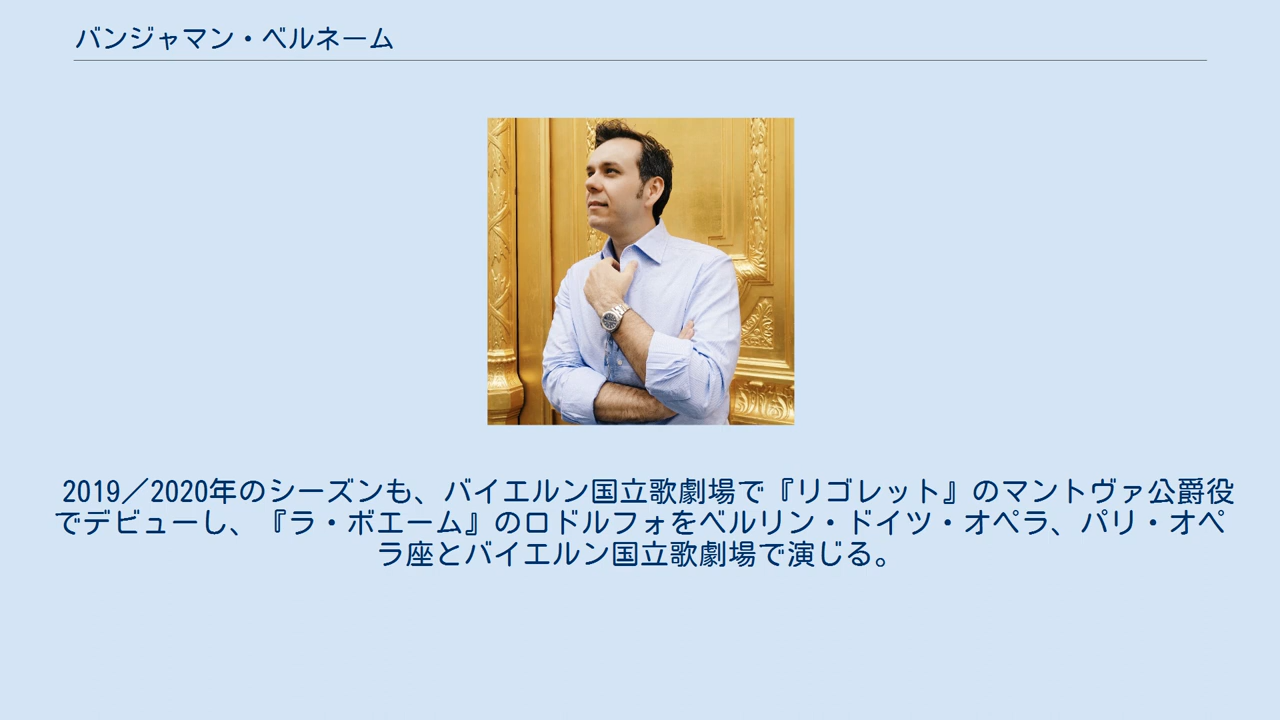 バンジャマン・ベルネーム
2019／2020年のシーズンも、バイエルン国立歌劇場で『リゴレット』のマントヴァ公爵役
でデビューし、『ラ・ボエーム』のロドルフォをベルリン・ドイツ・オペラ、パリ・オペ
ラ座とバイエルン国立歌劇場で演じる。